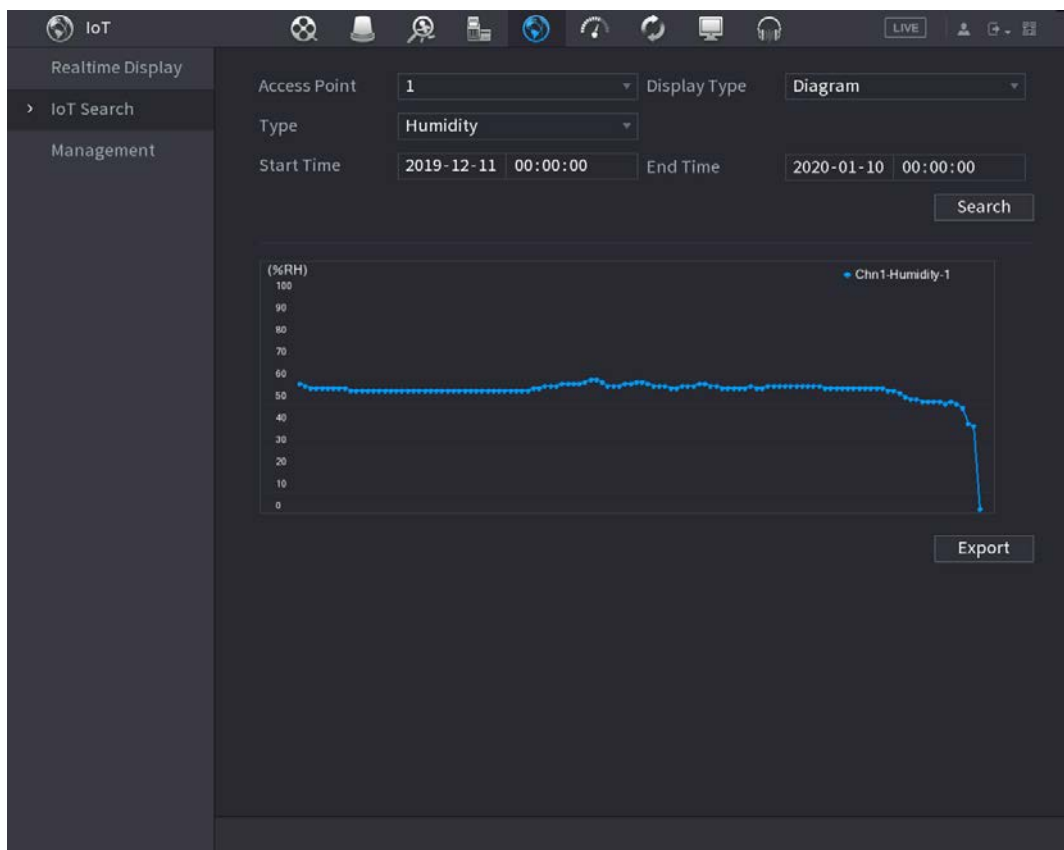 IoT
LIVE
Realtime Display
IoT Search
Management
Access Point 1 Display Type Diagram
Type Humidity
Start Time 2019-12-11 00:00:00 End Time 2020-01-10 00:00:00
Search
(%RH)
Chn1-Humidity-1
100
90
80
70
60
50
40
30
20
10
0
Export